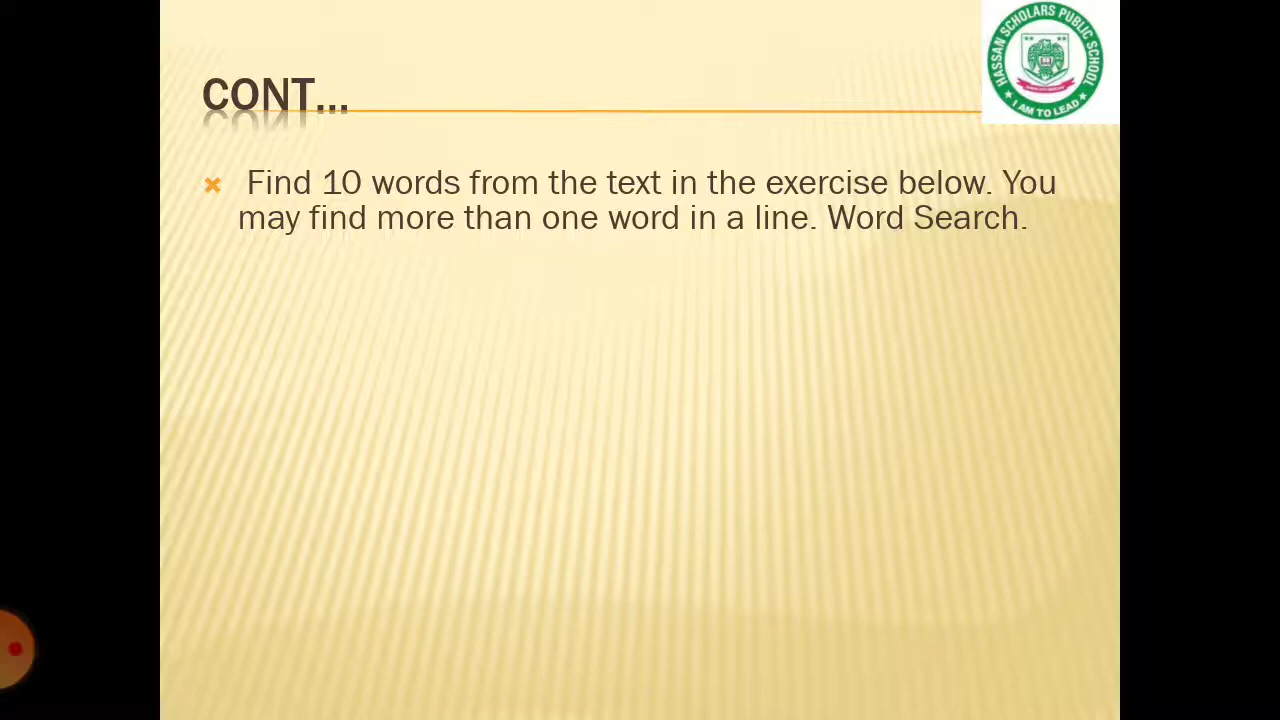 HASSAN SCHOLARS PUBLIC SCHOOL
I AM TO LEAD
CONT...
Find 10 words from the text in the exercise below. You
may find more than one word in a line. Word Search.